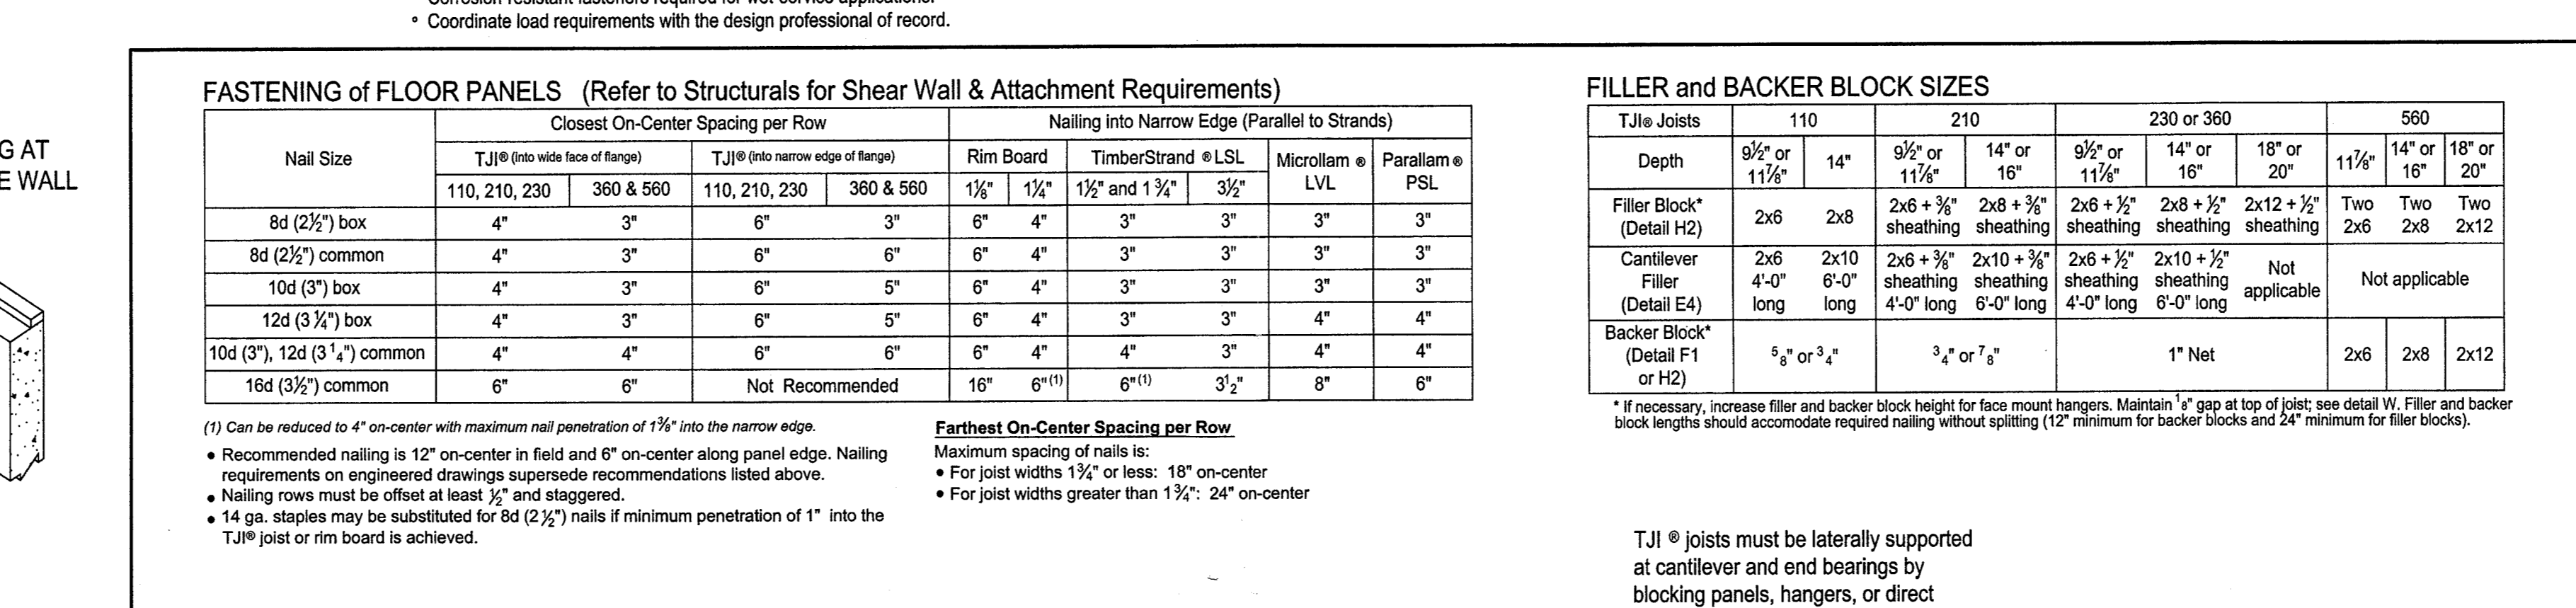 ° Coordinate load requirements with the design professional of record.
G AT
E WALL
FASTENING of FLOOR PANELS (Refer to Structurals for Shear Wall & Attachment Requirements)
Nail Size
Closest On-Center Spacing per Row
Nailing into Narrow Edge (Parallel to Strands)
TJI® (into wide face of flange) TJI® (into narrow edge of flange) Rim Board TimberStrand ® LSL Microllam ® LVL Parallam ® PSL
110, 210, 230 360 & 560 110, 210, 230 360 & 560 1⅛" 1¼" 1½" and 1 ¾" 3½"
8d (2½") box 4" 3" 6" 3" 6" 4" 3" 3" 3" 3"
8d (2½") common 4" 3" 6" 6" 6" 4" 3" 3" 3" 3"
10d (3") box 4" 3" 6" 5" 6" 4" 3" 3" 3" 3"
12d (3 ¼") box 4" 3" 6" 5" 6" 4" 3" 3" 4" 4"
10d (3"), 12d (3 ¹4") common 4" 4" 6" 6" 6" 4" 4" 3" 4" 4"
16d (3½") common 6" 6" Not Recommended 16" 6"(1) 6"(1) 3¹2" 8" 6"
(1) Can be reduced to 4" on-center with maximum nail penetration of 1⅜" into the narrow edge.
• Recommended nailing is 12" on-center in field and 6" on-center along panel edge. Nailing
requirements on engineered drawings supersede recommendations listed above.
• Nailing rows must be offset at least ½" and staggered.
• 14 ga. staples may be substituted for 8d (2 ½") nails if minimum penetration of 1" into the
TJI® joist or rim board is achieved.
Farthest On-Center Spacing per Row
Maximum spacing of nails is:
• For joist widths 1¾" or less: 18" on-center
• For joist widths greater than 1¾": 24" on-center
FILLER and BACKER BLOCK SIZES
TJI® Joists 110 210 230 or 360 560
Depth 9½" or 11⅞" 14" 9½" or 11⅞" 14" or 16" 9½" or 11⅞" 14" or 16" 18" or 20" 11⅞" 14" or 16" 18" or 20"
Filler Block* (Detail H2) 2x6 2x8 2x6 + ⅜" sheathing 2x8 + ⅜" sheathing 2x6 + ½" sheathing 2x8 + ½" sheathing 2x12 + ½" sheathing Two 2x6 Two 2x8 Two 2x12
Cantilever Filler (Detail E4) 2x6 4'-0" long 2x10 6'-0" long 2x6 + ⅜" sheathing 4'-0" long 2x10 + ⅜" sheathing 6'-0" long 2x6 + ½" sheathing 4'-0" long 2x10 + ½" sheathing 6'-0" long Not applicable Not applicable
Backer Block* (Detail F1 or H2) ⁵8" or ³4" ³4" or ⁷8" 1" Net 2x6 2x8 2x12
* If necessary, increase filler and backer block height for face mount hangers. Maintain ¹8" gap at top of joist; see detail W. Filler and backer
block lengths should accomodate required nailing without splitting (12" minimum for backer blocks and 24" minimum for filler blocks).
TJI ® joists must be laterally supported
at cantilever and end bearings by
blocking panels, hangers, or direct